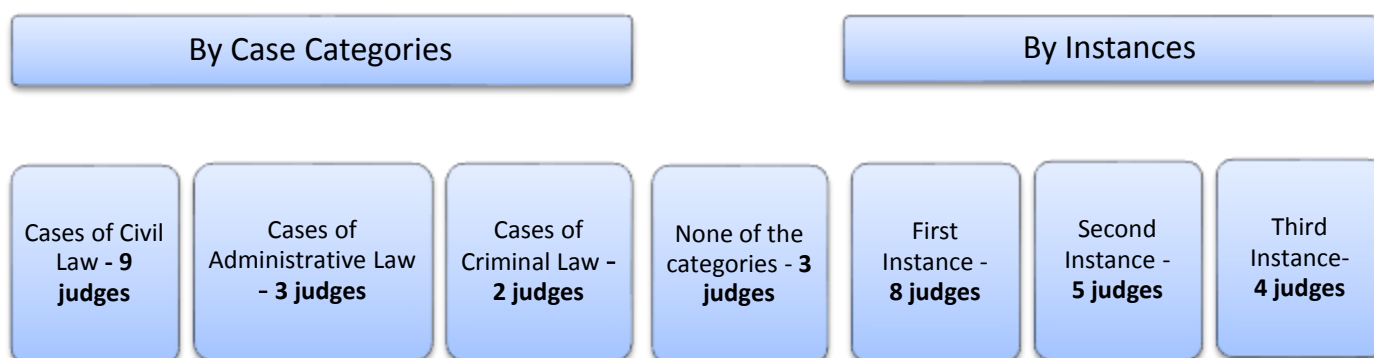 By Case Categories
By Instances
Cases of Civil
Law - 9
judges
Cases of
Administrative Law
– 3 judges
Cases of
Criminal Law –
2 judges
None of the
categories - 3
judges
First
Instance -
8 judges
Second
Instance -
5 judges
Third
Instance-
4 judges